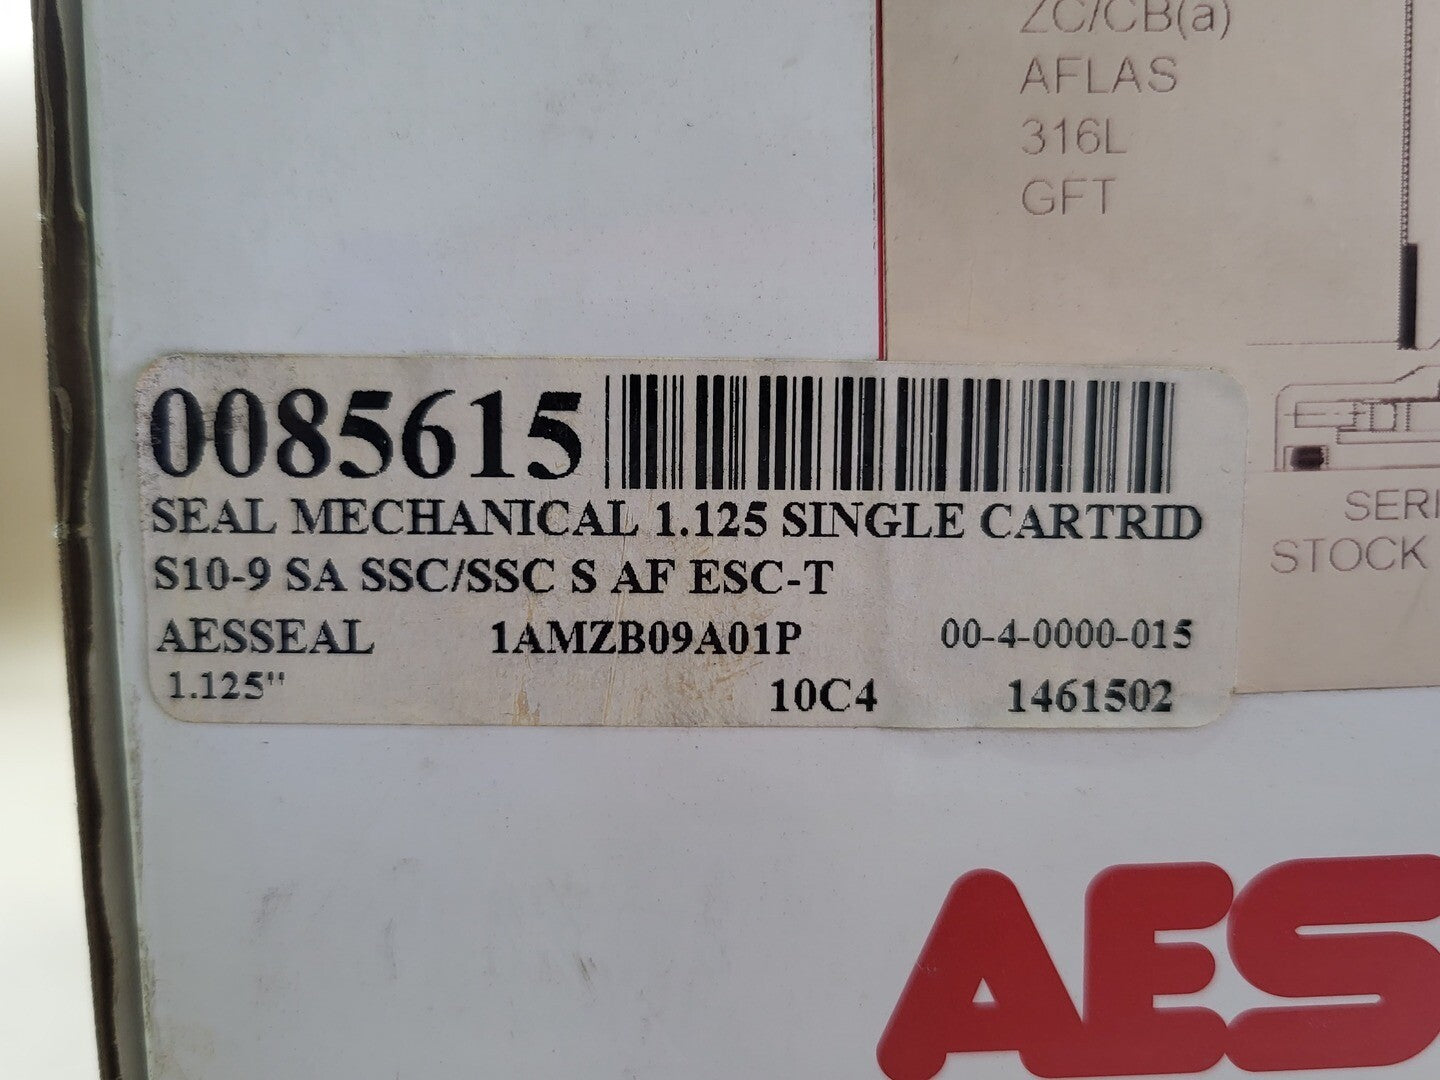 ZC/CB(a)
AFLAS
316L
GFT
0085615
SEAL MECHANICAL 1.125 SINGLE CARTRID
S10-9 SA SSC/SSC S AF ESC-T
AESSEAL 1AMZB09A01P 00-4-0000-015
1.125" 10C4 1461502
SERI
STOCK
AES